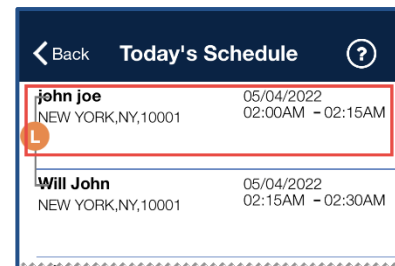 Back Today's Schedule ?
john joe 05/04/2022
NEW YORK,NY,10001 02:00AM - 02:15AM
L
Will John 05/04/2022
NEW YORK,NY,10001 02:15AM - 02:30AM